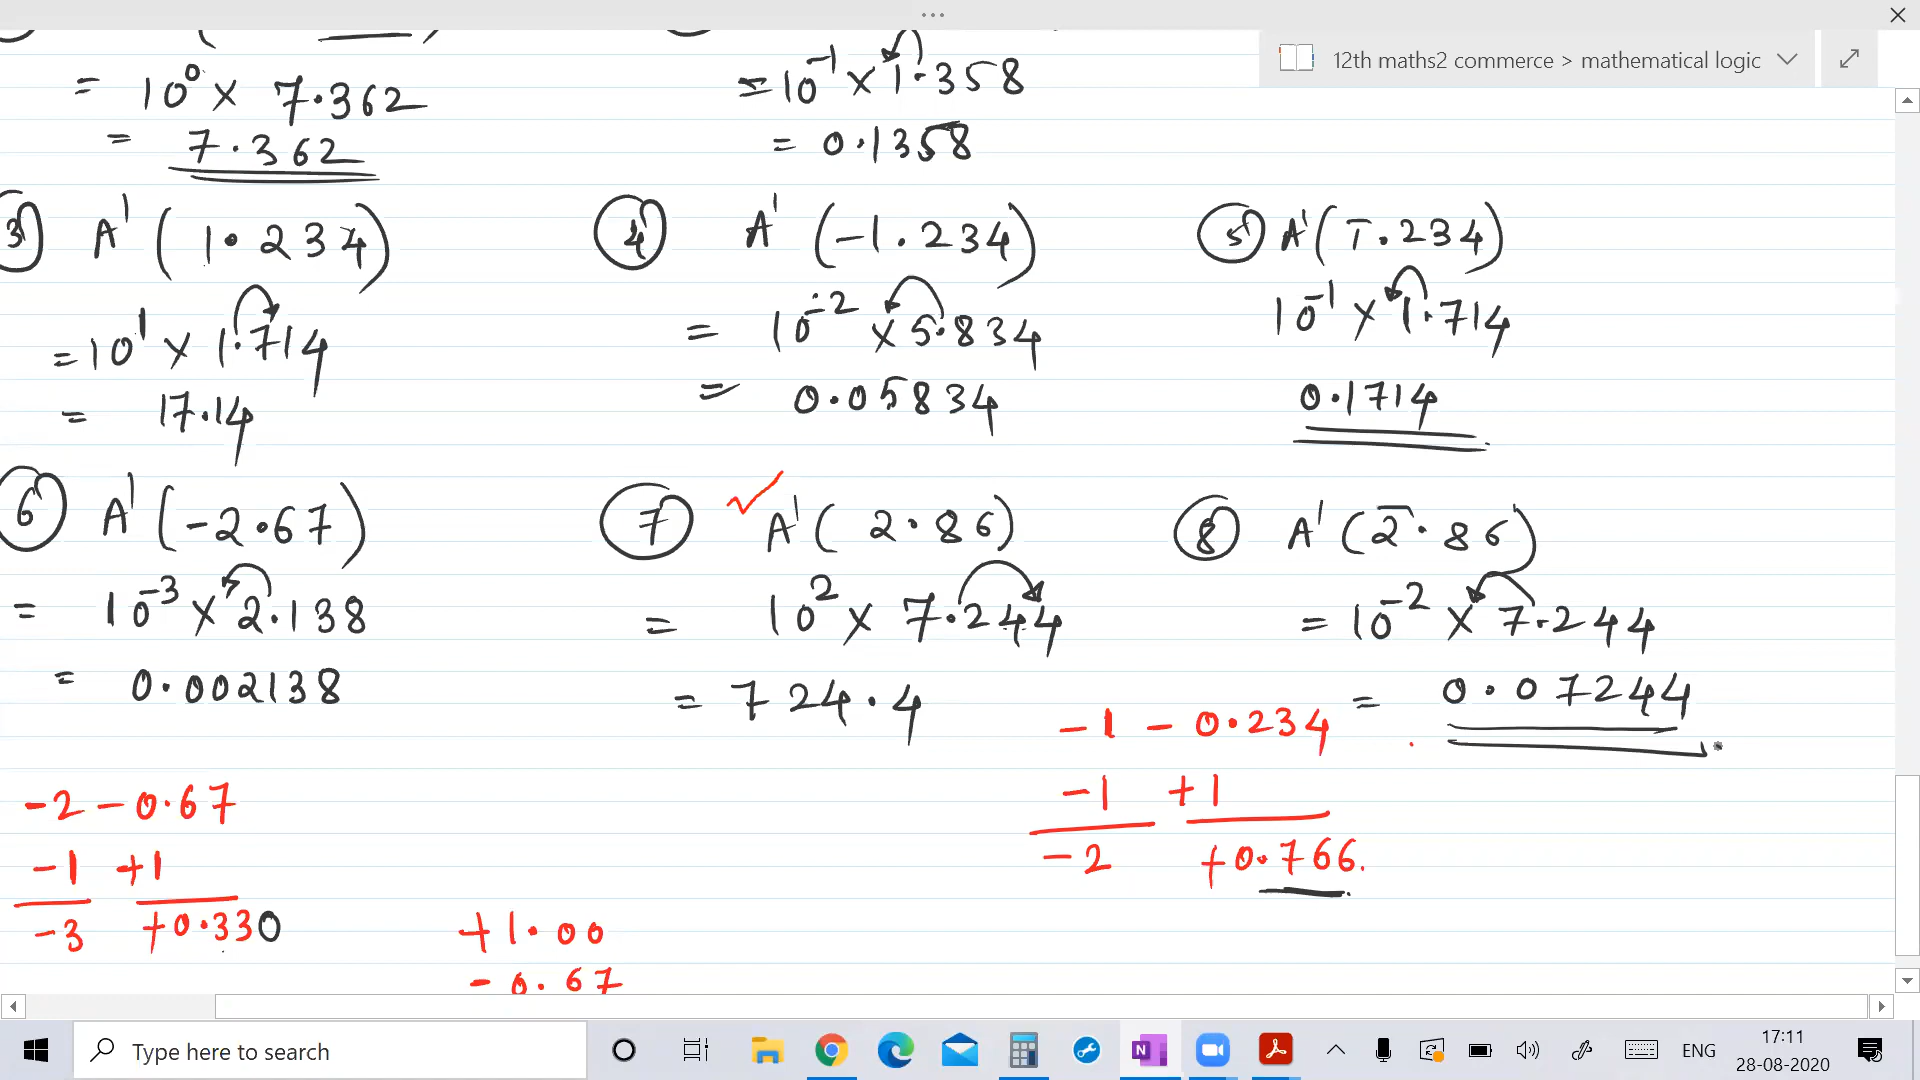 12th maths2 commerce > mathematical logic
= 10⁰ × 7.362
= 7.362
= 10⁻¹ × 1.358
= 0.1358
3 A' (1.234)
= 10¹ × 1.714
= 17.14
4 A' (-1.234)
= 10⁻² × 5.834
= 0.05834
5 A' (1̅.234)
10⁻¹ × 1.714
0.1714
6 A' (-2.67)
= 10⁻³ × 2.138
= 0.002138
7 ✓ A' (2.86)
= 10² × 7.244
= 724.4
8 A' (2̅.86)
= 10⁻² × 7.244
= 0.07244
-2 - 0.67
-1 +1
-3 +0.330
+1.00
-0.67
-1 - 0.234
-1 +1
-2 +0.766.
Type here to search
ENG
17:11
28-08-2020